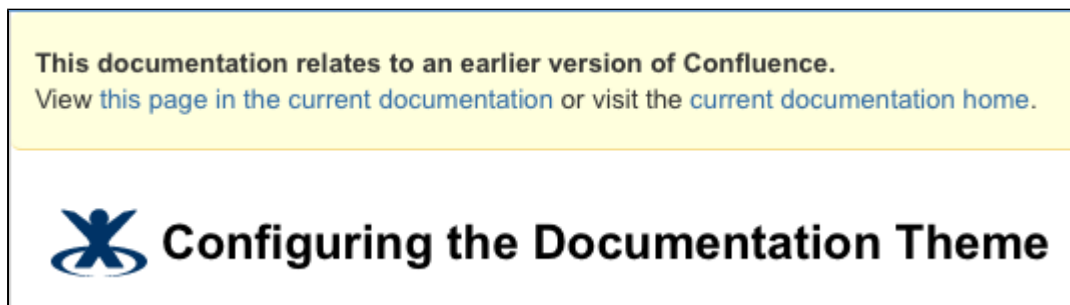 This documentation relates to an earlier version of Confluence.
View this page in the current documentation or visit the current documentation home.
Configuring the Documentation Theme